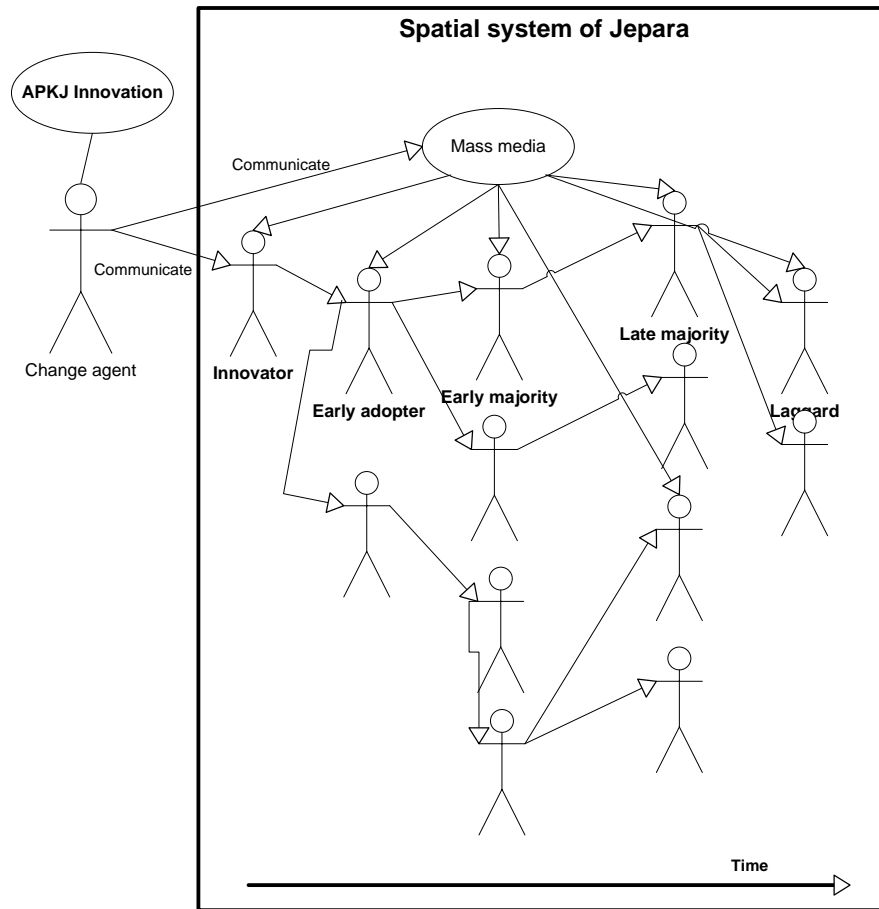 Spatial system of Jepara
APKJ Innovation
Mass media
Communicate
Communicate
Change agent
Innovator
Early adopter
Early majority
Late majority
Laggard
Time